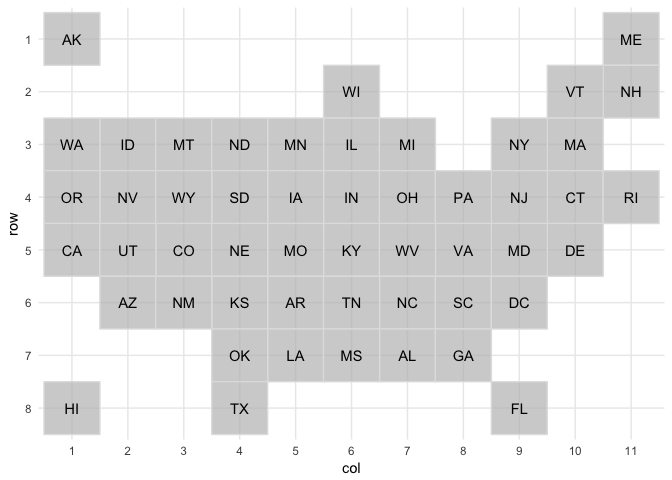 1 AK ME
2 WI VT NH
3 WA ID MT ND MN IL MI NY MA
4 OR NV WY SD IA IN OH PA NJ CT RI
row
5 CA UT CO NE MO KY WV VA MD DE
6 AZ NM KS AR TN NC SC DC
7 OK LA MS AL GA
8 HI TX FL
1 2 3 4 5 6 7 8 9 10 11
col